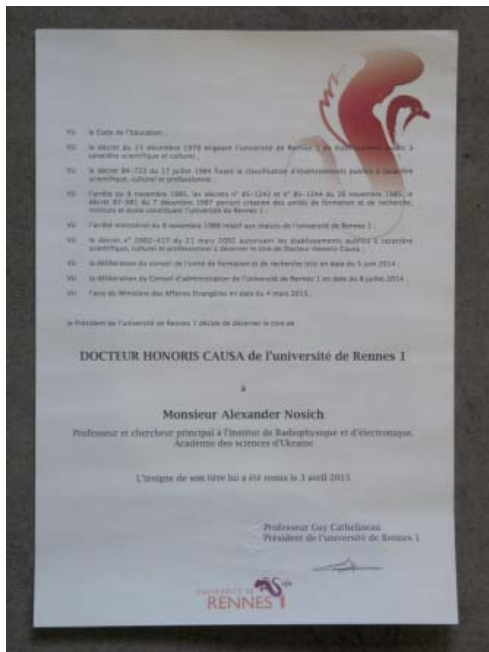 VU le Code de l'Education
VU le décret du 23 décembre 1970 érigeant l'université de Rennes 1 en établissement public à
caractère scientifique et culturel
VU le décret 84-723 du 17 juillet 1984 fixant la classification d'établissements publics à caractère
scientifique, culturel et professionnel
VU l'arrêté du 8 novembre 1985, les décrets n° 85-1243 et n° 85-1244 du 26 novembre 1985, le
décret 87-981 du 7 décembre 1987 portant création des unités de formation et de recherche,
instituts et école constituant l'université de Rennes 1
VU l'arrêté ministériel du 8 novembre 1988 relatif aux statuts de l'université de Rennes 1
VU le décret n° 2002-417 du 21 mars 2002 autorisant les établissements publics à caractère
scientifique, culturel et professionnel à décerner le titre de Docteur Honoris Causa ;
VU la délibération du conseil de l'unité de formation et de recherche en date du 5 juin 2014 ;
VU la délibération du Conseil d'administration de l'université de Rennes 1 en date du 8 juillet 2014 ;
VU l'avis du Ministère des Affaires Etrangères en date du 4 mars 2015 ;
le Président de l'université de Rennes 1 décide de décerner le titre de
DOCTEUR HONORIS CAUSA de l'université de Rennes 1
à
Monsieur Alexander Nosich
Professeur et chercheur principal à l'Institut de Radiophysique et d'électronique,
Académie des sciences d'Ukraine
L'insigne de son titre lui a été remis le 3 avril 2015
Professeur Guy Cathelineau
Président de l'université de Rennes 1
UNIVERSITÉ DE
RENNES 1